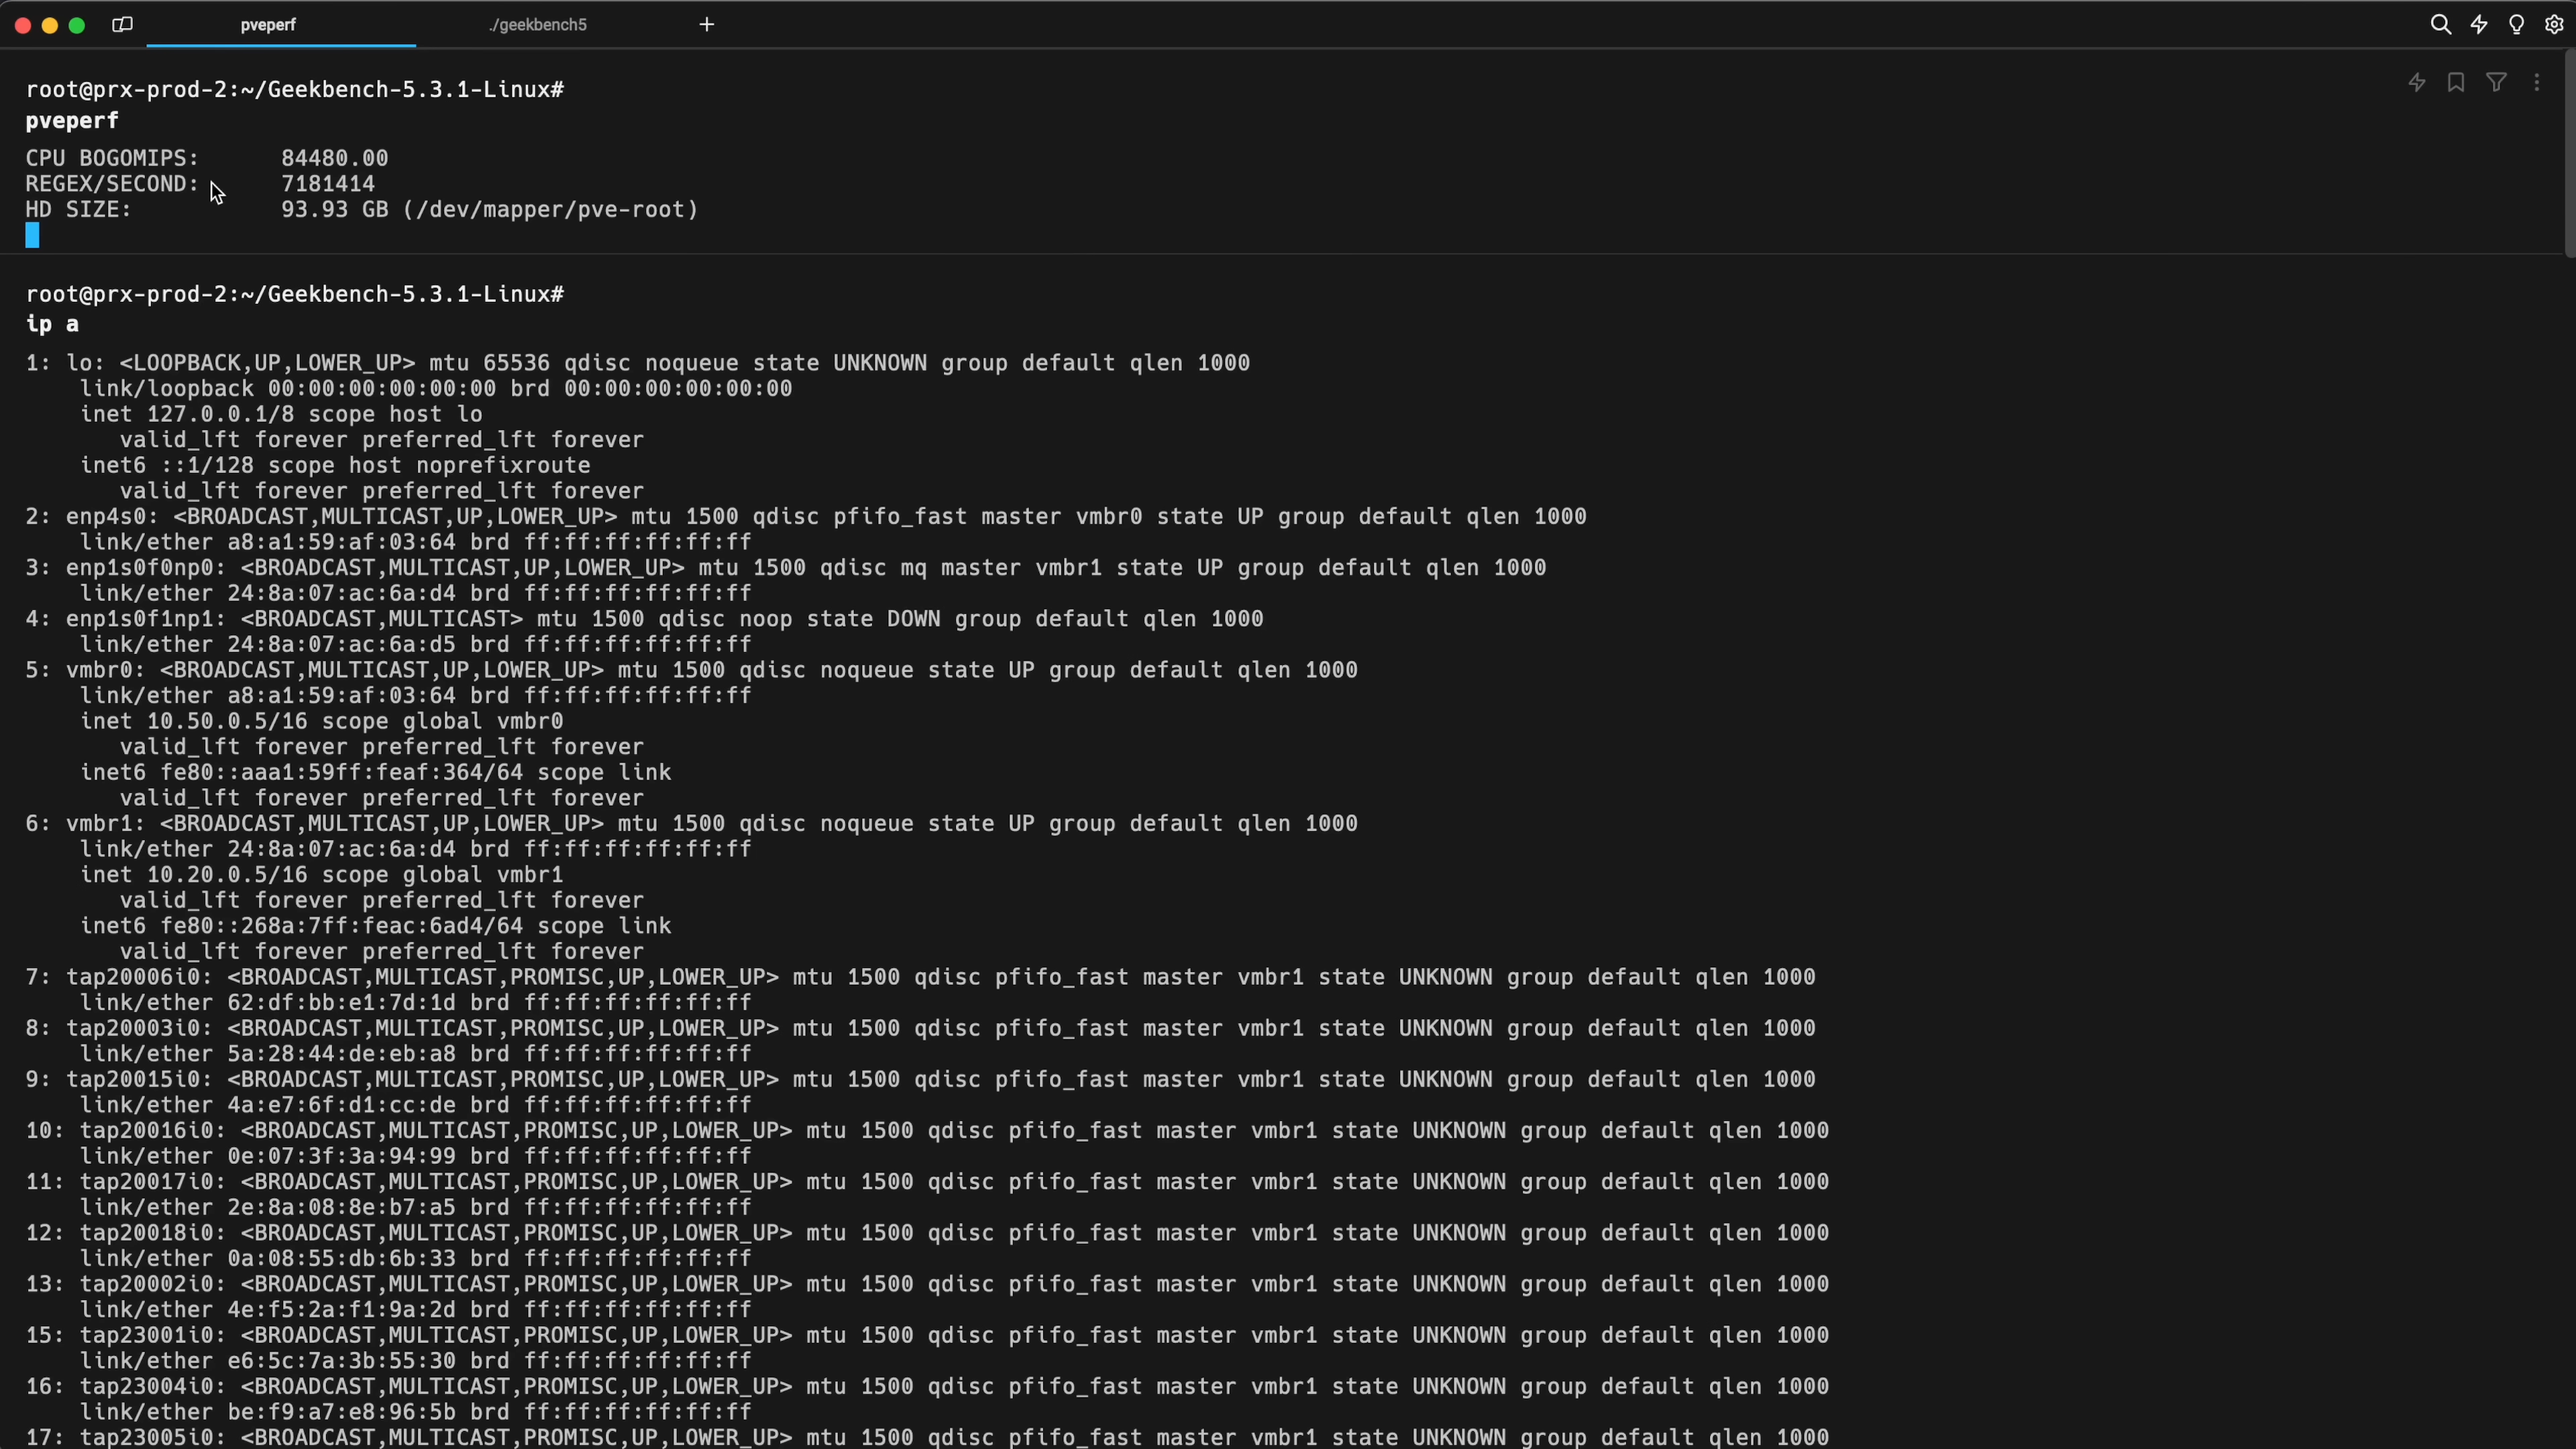 pveperf
./geekbench5
+
root@prx-prod-2:~/Geekbench-5.3.1-Linux#
pveperf
CPU BOGOMIPS:      84480.00
REGEX/SECOND:      7181414
HD SIZE:           93.93 GB (/dev/mapper/pve-root)
root@prx-prod-2:~/Geekbench-5.3.1-Linux#
ip a
1: lo: <LOOPBACK,UP,LOWER_UP> mtu 65536 qdisc noqueue state UNKNOWN group default qlen 1000
    link/loopback 00:00:00:00:00:00 brd 00:00:00:00:00:00
    inet 127.0.0.1/8 scope host lo
       valid_lft forever preferred_lft forever
    inet6 ::1/128 scope host noprefixroute
       valid_lft forever preferred_lft forever
2: enp4s0: <BROADCAST,MULTICAST,UP,LOWER_UP> mtu 1500 qdisc pfifo_fast master vmbr0 state UP group default qlen 1000
    link/ether a8:a1:59:af:03:64 brd ff:ff:ff:ff:ff:ff
3: enp1s0f0np0: <BROADCAST,MULTICAST,UP,LOWER_UP> mtu 1500 qdisc mq master vmbr1 state UP group default qlen 1000
    link/ether 24:8a:07:ac:6a:d4 brd ff:ff:ff:ff:ff:ff
4: enp1s0f1np1: <BROADCAST,MULTICAST> mtu 1500 qdisc noop state DOWN group default qlen 1000
    link/ether 24:8a:07:ac:6a:d5 brd ff:ff:ff:ff:ff:ff
5: vmbr0: <BROADCAST,MULTICAST,UP,LOWER_UP> mtu 1500 qdisc noqueue state UP group default qlen 1000
    link/ether a8:a1:59:af:03:64 brd ff:ff:ff:ff:ff:ff
    inet 10.50.0.5/16 scope global vmbr0
       valid_lft forever preferred_lft forever
    inet6 fe80::aaa1:59ff:feaf:364/64 scope link
       valid_lft forever preferred_lft forever
6: vmbr1: <BROADCAST,MULTICAST,UP,LOWER_UP> mtu 1500 qdisc noqueue state UP group default qlen 1000
    link/ether 24:8a:07:ac:6a:d4 brd ff:ff:ff:ff:ff:ff
    inet 10.20.0.5/16 scope global vmbr1
       valid_lft forever preferred_lft forever
    inet6 fe80::268a:7ff:feac:6ad4/64 scope link
       valid_lft forever preferred_lft forever
7: tap20006i0: <BROADCAST,MULTICAST,PROMISC,UP,LOWER_UP> mtu 1500 qdisc pfifo_fast master vmbr1 state UNKNOWN group default qlen 1000
    link/ether 62:df:bb:e1:7d:1d brd ff:ff:ff:ff:ff:ff
8: tap20003i0: <BROADCAST,MULTICAST,PROMISC,UP,LOWER_UP> mtu 1500 qdisc pfifo_fast master vmbr1 state UNKNOWN group default qlen 1000
    link/ether 5a:28:44:de:eb:a8 brd ff:ff:ff:ff:ff:ff
9: tap20015i0: <BROADCAST,MULTICAST,PROMISC,UP,LOWER_UP> mtu 1500 qdisc pfifo_fast master vmbr1 state UNKNOWN group default qlen 1000
    link/ether 4a:e7:6f:d1:cc:de brd ff:ff:ff:ff:ff:ff
10: tap20016i0: <BROADCAST,MULTICAST,PROMISC,UP,LOWER_UP> mtu 1500 qdisc pfifo_fast master vmbr1 state UNKNOWN group default qlen 1000
    link/ether 0e:07:3f:3a:94:99 brd ff:ff:ff:ff:ff:ff
11: tap20017i0: <BROADCAST,MULTICAST,PROMISC,UP,LOWER_UP> mtu 1500 qdisc pfifo_fast master vmbr1 state UNKNOWN group default qlen 1000
    link/ether 2e:8a:08:8e:b7:a5 brd ff:ff:ff:ff:ff:ff
12: tap20018i0: <BROADCAST,MULTICAST,PROMISC,UP,LOWER_UP> mtu 1500 qdisc pfifo_fast master vmbr1 state UNKNOWN group default qlen 1000
    link/ether 0a:08:55:db:6b:33 brd ff:ff:ff:ff:ff:ff
13: tap20002i0: <BROADCAST,MULTICAST,PROMISC,UP,LOWER_UP> mtu 1500 qdisc pfifo_fast master vmbr1 state UNKNOWN group default qlen 1000
    link/ether 4e:f5:2a:f1:9a:2d brd ff:ff:ff:ff:ff:ff
15: tap23001i0: <BROADCAST,MULTICAST,PROMISC,UP,LOWER_UP> mtu 1500 qdisc pfifo_fast master vmbr1 state UNKNOWN group default qlen 1000
    link/ether e6:5c:7a:3b:55:30 brd ff:ff:ff:ff:ff:ff
16: tap23004i0: <BROADCAST,MULTICAST,PROMISC,UP,LOWER_UP> mtu 1500 qdisc pfifo_fast master vmbr1 state UNKNOWN group default qlen 1000
    link/ether be:f9:a7:e8:96:5b brd ff:ff:ff:ff:ff:ff
17: tap23005i0: <BROADCAST,MULTICAST,PROMISC,UP,LOWER_UP> mtu 1500 qdisc pfifo_fast master vmbr1 state UNKNOWN group default qlen 1000